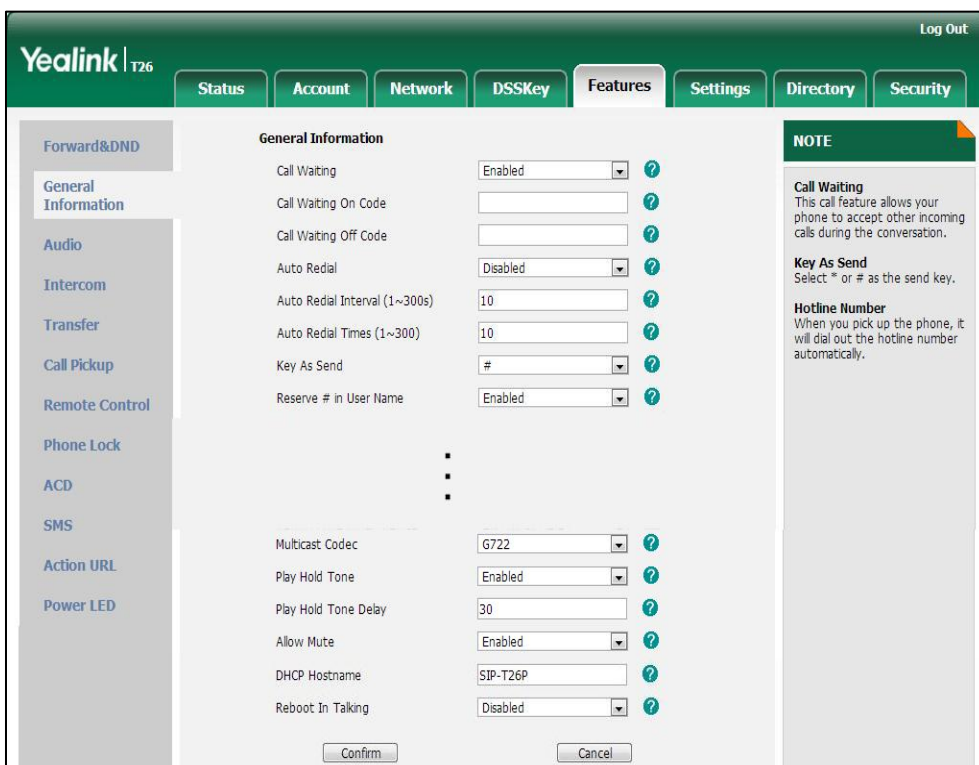 Log Out
Yealink T26
Status Account Network DSSKey Features Settings Directory Security
Forward&DND
General
Information
Audio
Intercom
Transfer
Call Pickup
Remote Control
Phone Lock
ACD
SMS
Action URL
Power LED
General Information
Call Waiting Enabled ?
Call Waiting On Code ?
Call Waiting Off Code ?
Auto Redial Disabled ?
Auto Redial Interval (1~300s) 10 ?
Auto Redial Times (1~300) 10 ?
Key As Send # ?
Reserve # in User Name Enabled ?
Multicast Codec G722 ?
Play Hold Tone Enabled ?
Play Hold Tone Delay 30 ?
Allow Mute Enabled ?
DHCP Hostname SIP-T26P ?
Reboot In Talking Disabled ?
Confirm Cancel
NOTE
Call Waiting
This call feature allows your
phone to accept other incoming
calls during the conversation.
Key As Send
Select * or # as the send key.
Hotline Number
When you pick up the phone, it
will dial out the hotline number
automatically.